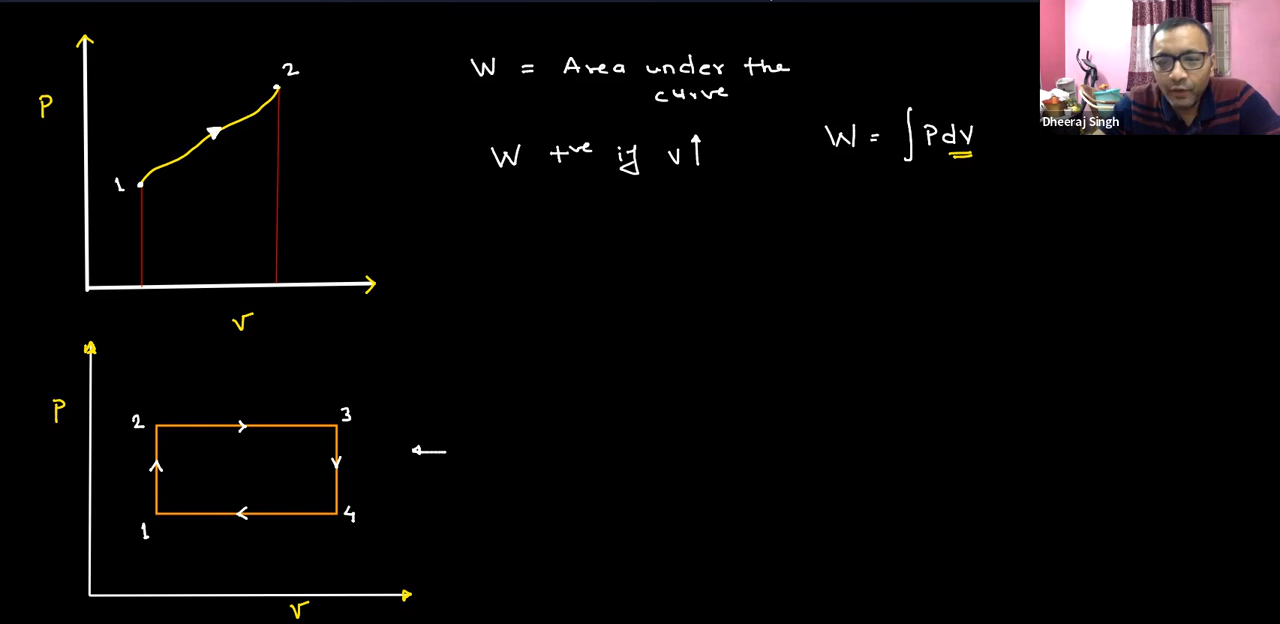 P
2
1
V
W = Area under the
curve
W +ve if V↑
W = ∫PdV
Dheeraj Singh
P
2
3
1
4
V